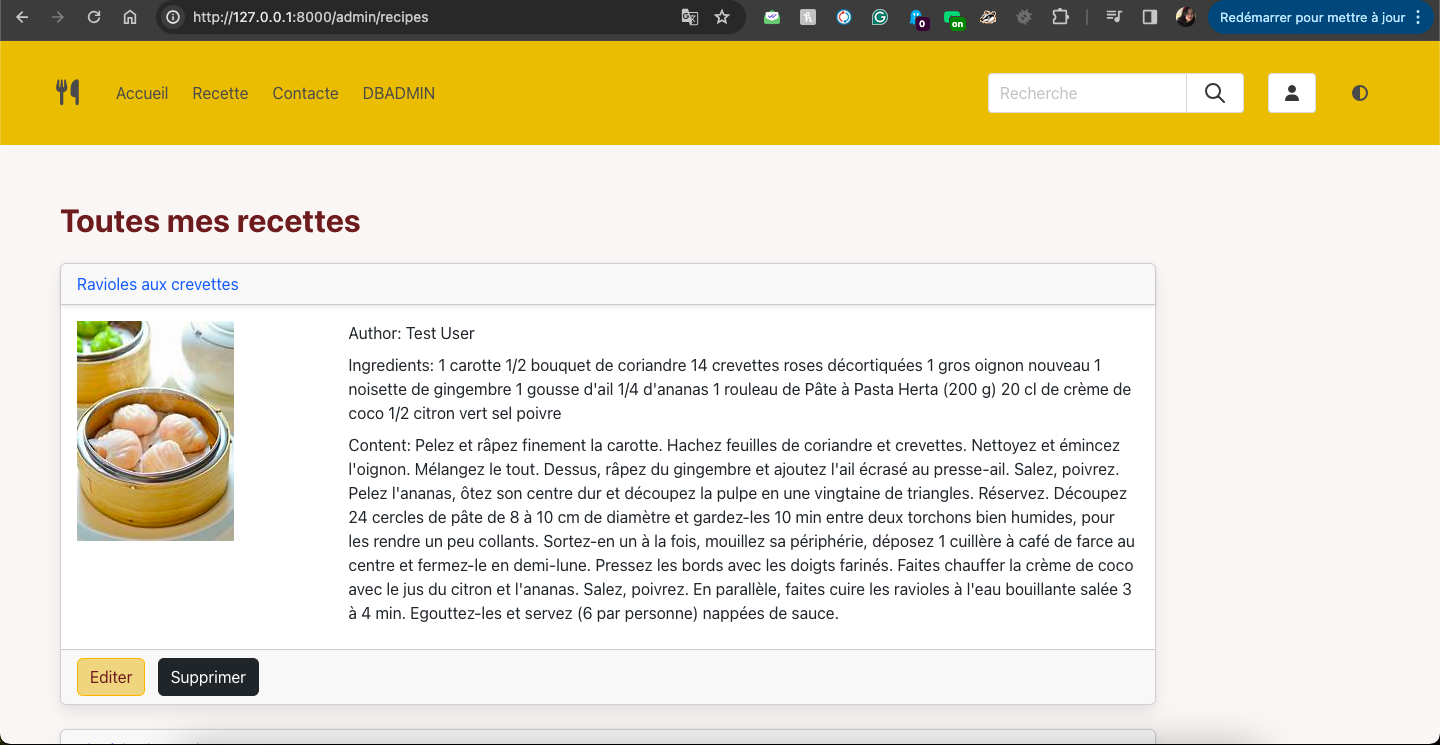 http://127.0.0.1:8000/admin/recipes
0
on
Redémarrer pour mettre à jour
Accueil
Recette
Contacte
DBADMIN
Recherche
Toutes mes recettes
Ravioles aux crevettes
Author: Test User
Ingredients: 1 carotte 1/2 bouquet de coriandre 14 crevettes roses décortiquées 1 gros oignon nouveau 1
noisette de gingembre 1 gousse d'ail 1/4 d'ananas 1 rouleau de Pâte à Pasta Herta (200 g) 20 cl de crème de
coco 1/2 citron vert sel poivre
Content: Pelez et râpez finement la carotte. Hachez feuilles de coriandre et crevettes. Nettoyez et émincez
l'oignon. Mélangez le tout. Dessus, râpez du gingembre et ajoutez l'ail écrasé au presse-ail. Salez, poivrez.
Pelez l'ananas, ôtez son centre dur et découpez la pulpe en une vingtaine de triangles. Réservez. Découpez
24 cercles de pâte de 8 à 10 cm de diamètre et gardez-les 10 min entre deux torchons bien humides, pour
les rendre un peu collants. Sortez-en un à la fois, mouillez sa périphérie, déposez 1 cuillère à café de farce au
centre et fermez-le en demi-lune. Pressez les bords avec les doigts farinés. Faites chauffer la crème de coco
avec le jus du citron et l'ananas. Salez, poivrez. En parallèle, faites cuire les ravioles à l'eau bouillante salée 3
à 4 min. Egouttez-les et servez (6 par personne) nappées de sauce.
Editer
Supprimer